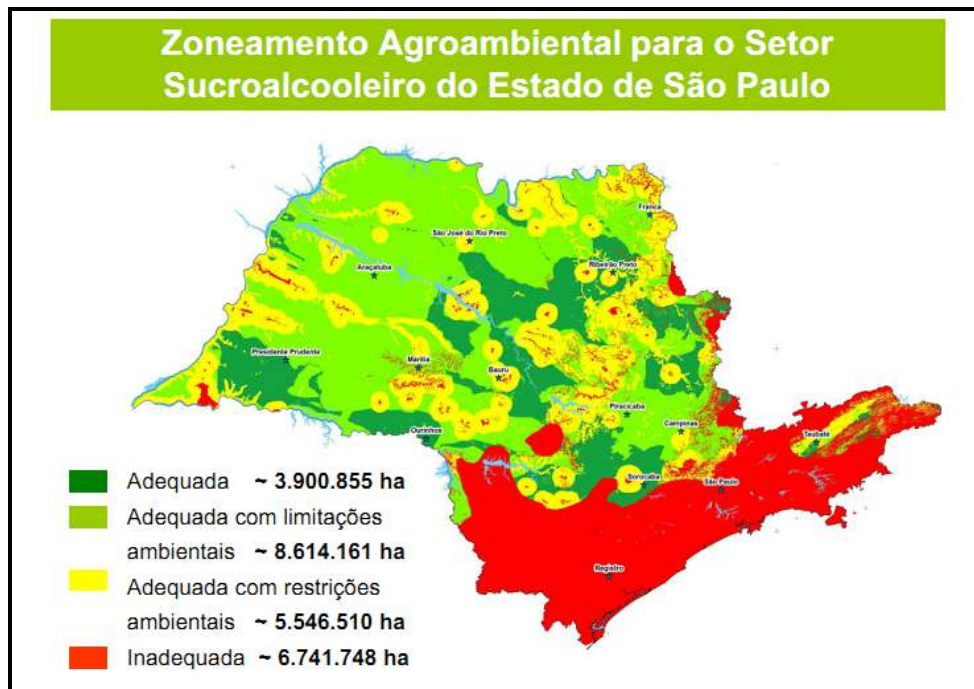 Zoneamento Agroambiental para o Setor
Sucroalcooleiro do Estado de São Paulo
Franca
São José do Rio Preto
Ribeirão Preto
Araçatuba
Presidente Prudente
Marília
Bauru
Piracicaba
Campinas
Ourinhos
Taubaté
Sorocaba
São Paulo
Registro
Adequada ~ 3.900.855 ha
Adequada com limitações
ambientais ~ 8.614.161 ha
Adequada com restrições
ambientais ~ 5.546.510 ha
Inadequada ~ 6.741.748 ha